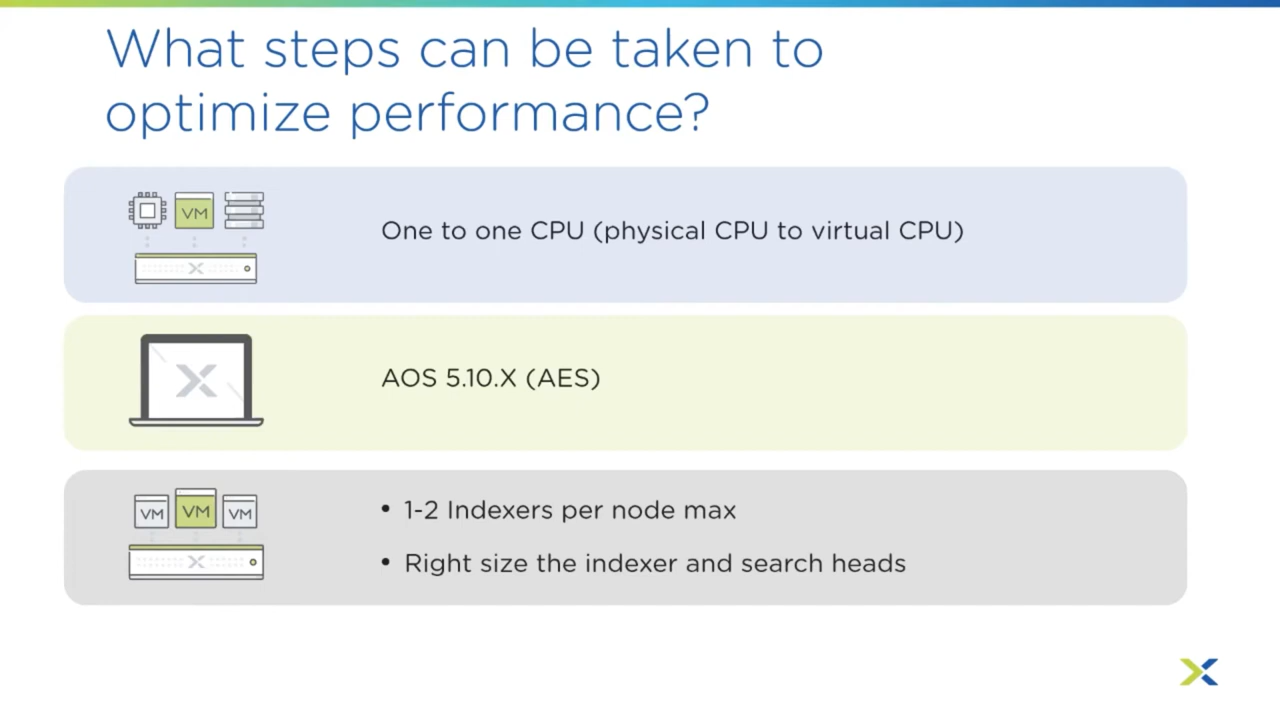 What steps can be taken to
optimize performance?
VM
One to one CPU (physical CPU to virtual CPU)
AOS 5.10.X (AES)
VM VM VM
• 1-2 Indexers per node max
• Right size the indexer and search heads